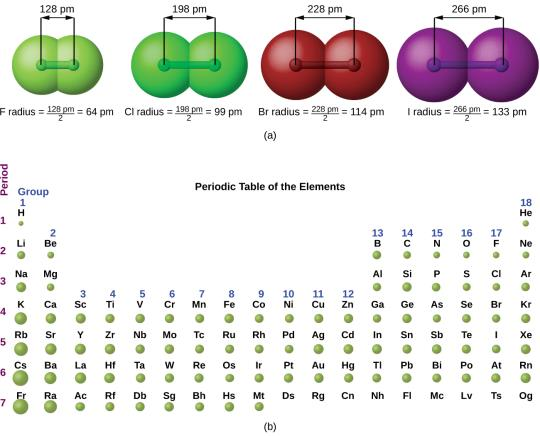 128 pm 198 pm 228 pm 266 pm
F radius = 128 pm / 2 = 64 pm Cl radius = 198 pm / 2 = 99 pm Br radius = 228 pm / 2 = 114 pm I radius = 266 pm / 2 = 133 pm
(a)
Periodic Table of the Elements
Period
Group
1 18
H He
1
2 13 14 15 16 17
Li Be B C N O F Ne
2
Na Mg Al Si P S Cl Ar
3
3 4 5 6 7 8 9 10 11 12
K Ca Sc Ti V Cr Mn Fe Co Ni Cu Zn Ga Ge As Se Br Kr
4
Rb Sr Y Zr Nb Mo Tc Ru Rh Pd Ag Cd In Sn Sb Te I Xe
5
Cs Ba La Hf Ta W Re Os Ir Pt Au Hg Tl Pb Bi Po At Rn
6
Fr Ra Ac Rf Db Sg Bh Hs Mt Ds Rg Cn Nh Fl Mc Lv Ts Og
7
(b)